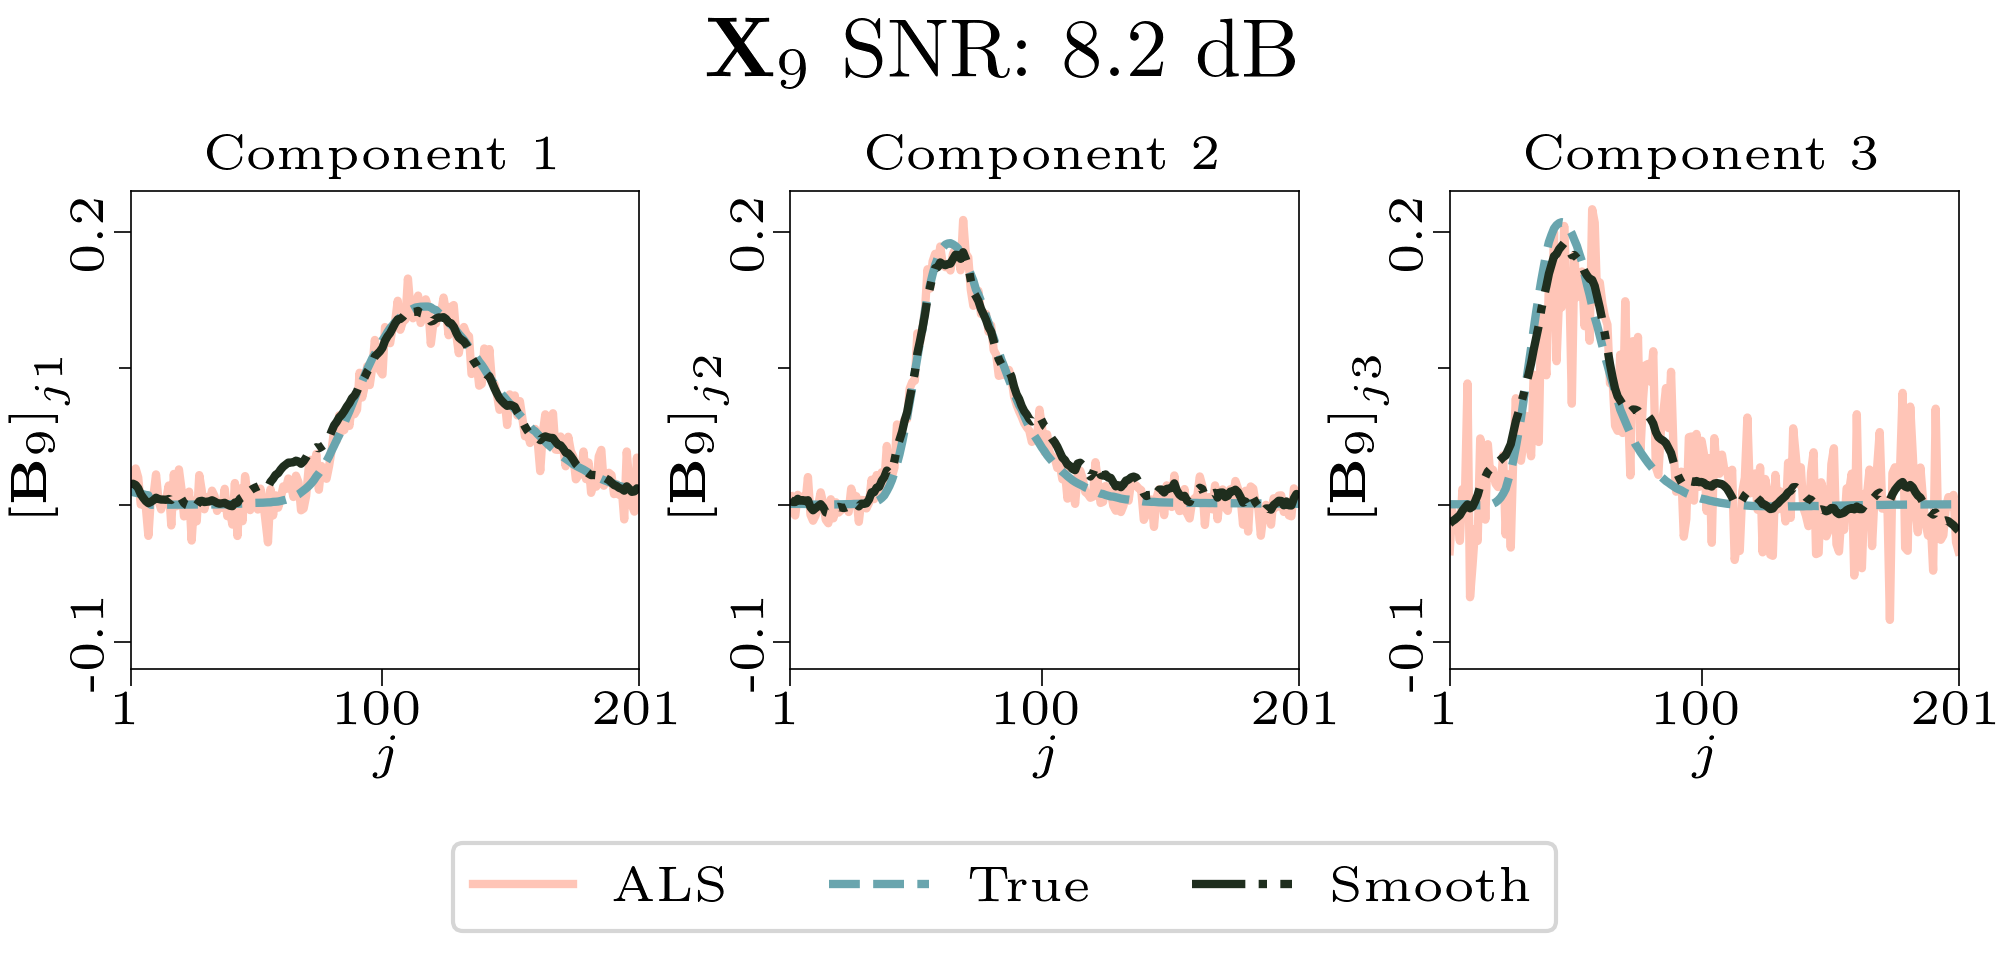 X₉ SNR: 8.2 dB
Component 1
Component 2
Component 3
[B₉]j1
0.2
-0.1
1
100
201
j
[B₉]j2
0.2
-0.1
1
100
201
j
[B₉]j3
0.2
-0.1
1
100
201
j
ALS
True
Smooth